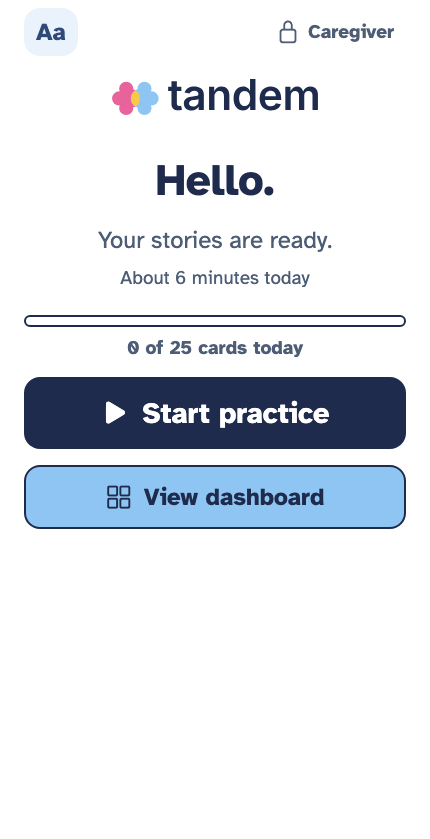 Aa
Caregiver
tandem
Hello.
Your stories are ready.
About 6 minutes today
0 of 25 cards today
Start practice
View dashboard